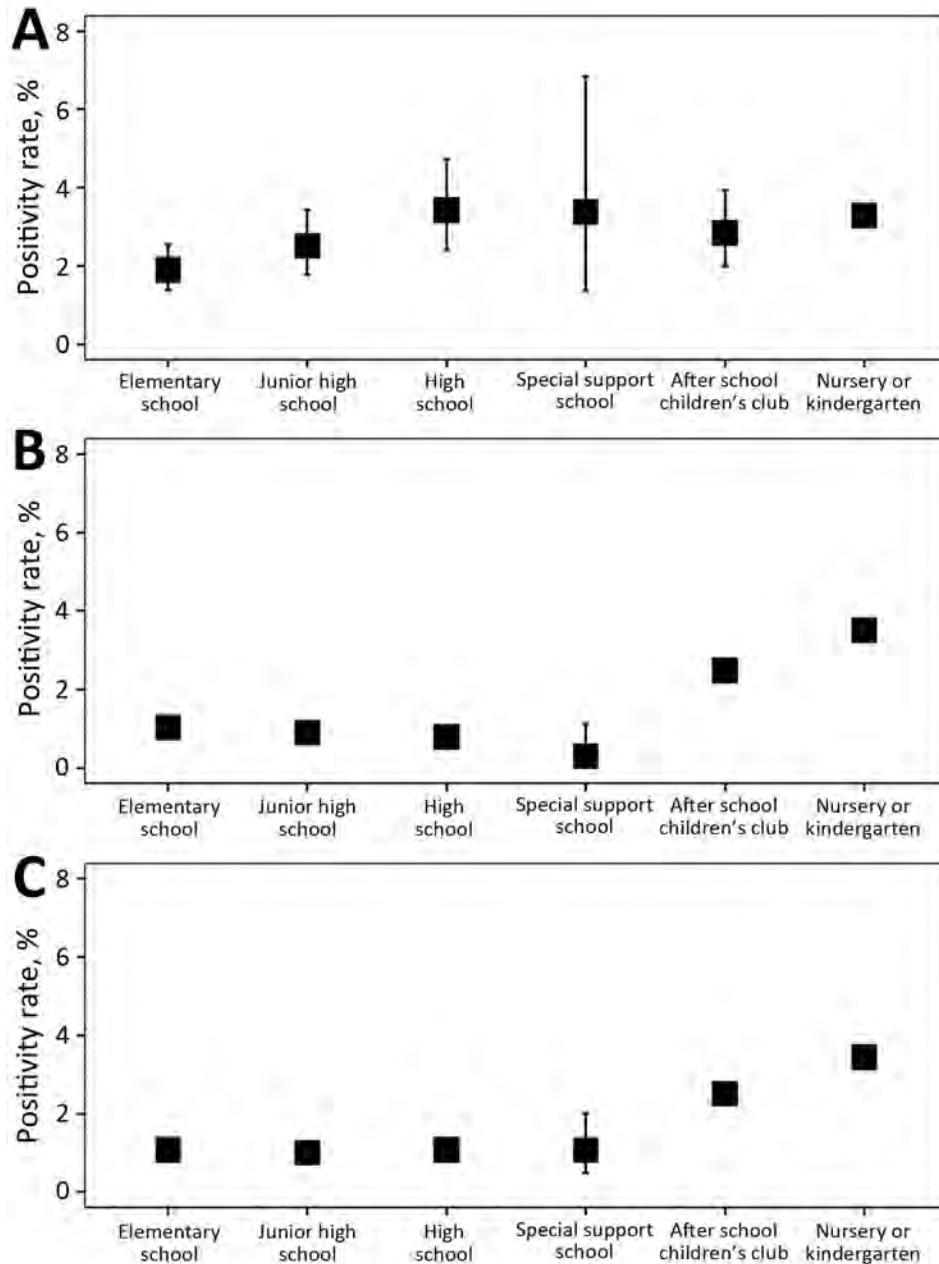 A
8
6
4
2
0
Positivity rate, %
Elementary school
Junior high school
High school
Special support school
After school children's club
Nursery or kindergarten
B
8
6
4
2
0
Positivity rate, %
Elementary school
Junior high school
High school
Special support school
After school children's club
Nursery or kindergarten
C
8
6
4
2
0
Positivity rate, %
Elementary school
Junior high school
High school
Special support school
After school children's club
Nursery or kindergarten